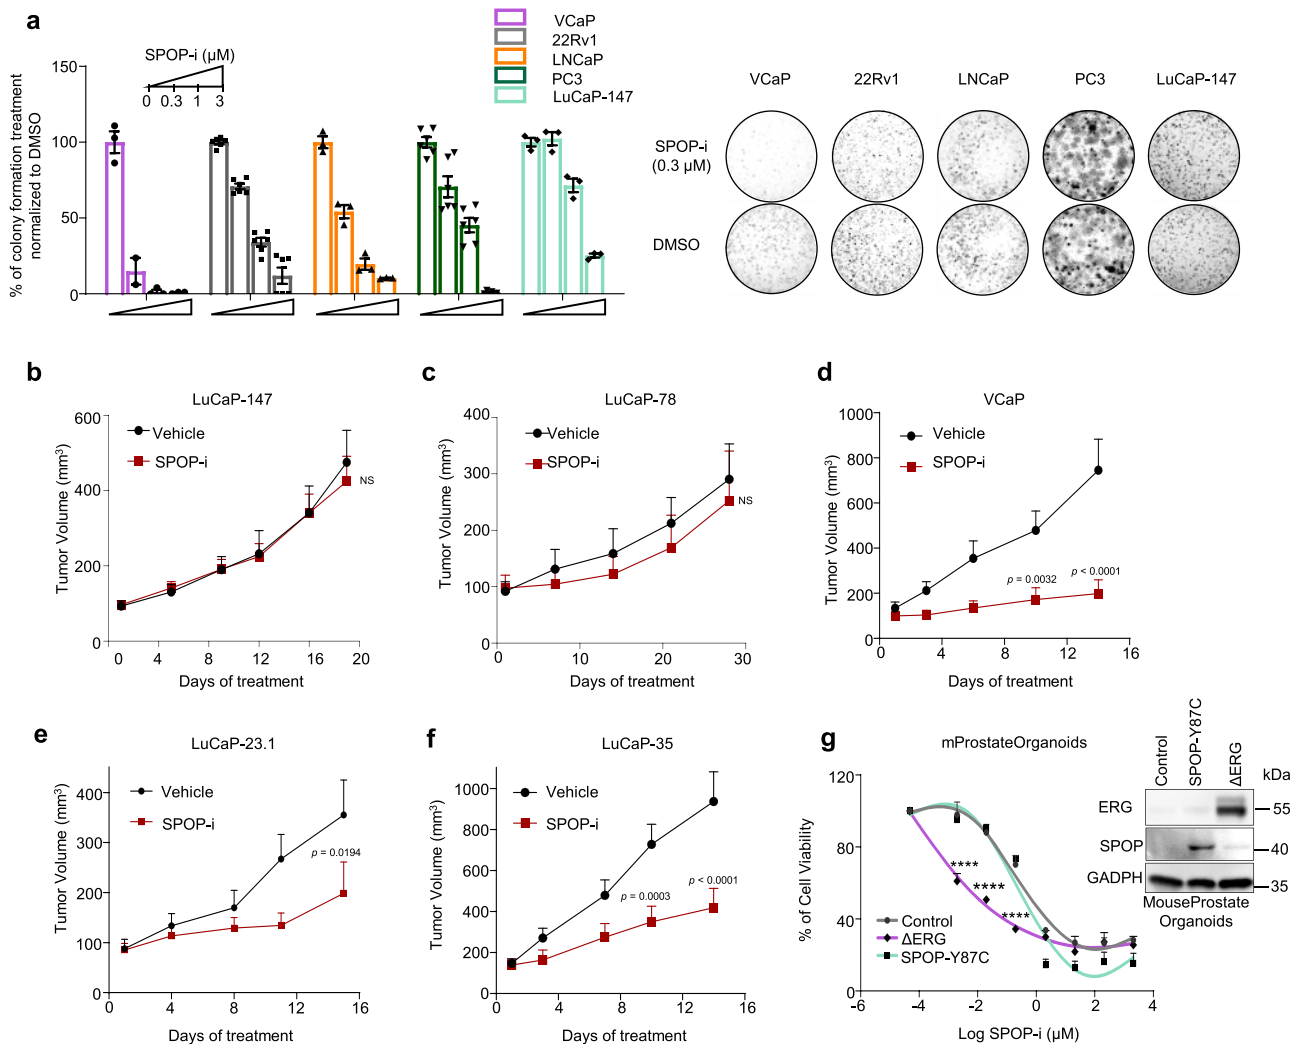 a
VCaP
22Rv1
LNCaP
PC3
LuCaP-147
SPOP-i (µM)
0 0.3 1 3
% of colony formation treatment
normalized to DMSO
150
100
50
0
VCaP 22Rv1 LNCaP PC3 LuCaP-147
SPOP-i
(0.3 µM)
DMSO
b
LuCaP-147
Tumor Volume (mm³)
600
400
200
0
Vehicle
SPOP-i
NS
0 4 8 12 16 20
Days of treatment
c
LuCaP-78
Tumor Volume (mm³)
400
300
200
100
0
Vehicle
SPOP-i
NS
0 10 20 30
Days of treatment
d
VCaP
Tumor Volume (mm³)
1000
800
600
400
200
0
Vehicle
SPOP-i
p = 0.0032
p < 0.0001
0 4 8 12 16
Days of treatment
e
LuCaP-23.1
Tumor Volume (mm³)
400
300
200
100
0
Vehicle
SPOP-i
p = 0.0194
0 4 8 12 16
Days of treatment
f
LuCaP-35
Tumor Volume (mm³)
1000
800
600
400
200
0
Vehicle
SPOP-i
p = 0.0003
p < 0.0001
0 4 8 12 16
Days of treatment
g
mProstateOrganoids
% of Cell Viability
120
80
40
0
****
****
****
Control
ΔERG
SPOP-Y87C
-6 -4 -2 0 2 4
Log SPOP-i (µM)
Control
SPOP-Y87C
ΔERG
kDa
ERG 55
SPOP 40
GADPH 35
MouseProstate
Organoids